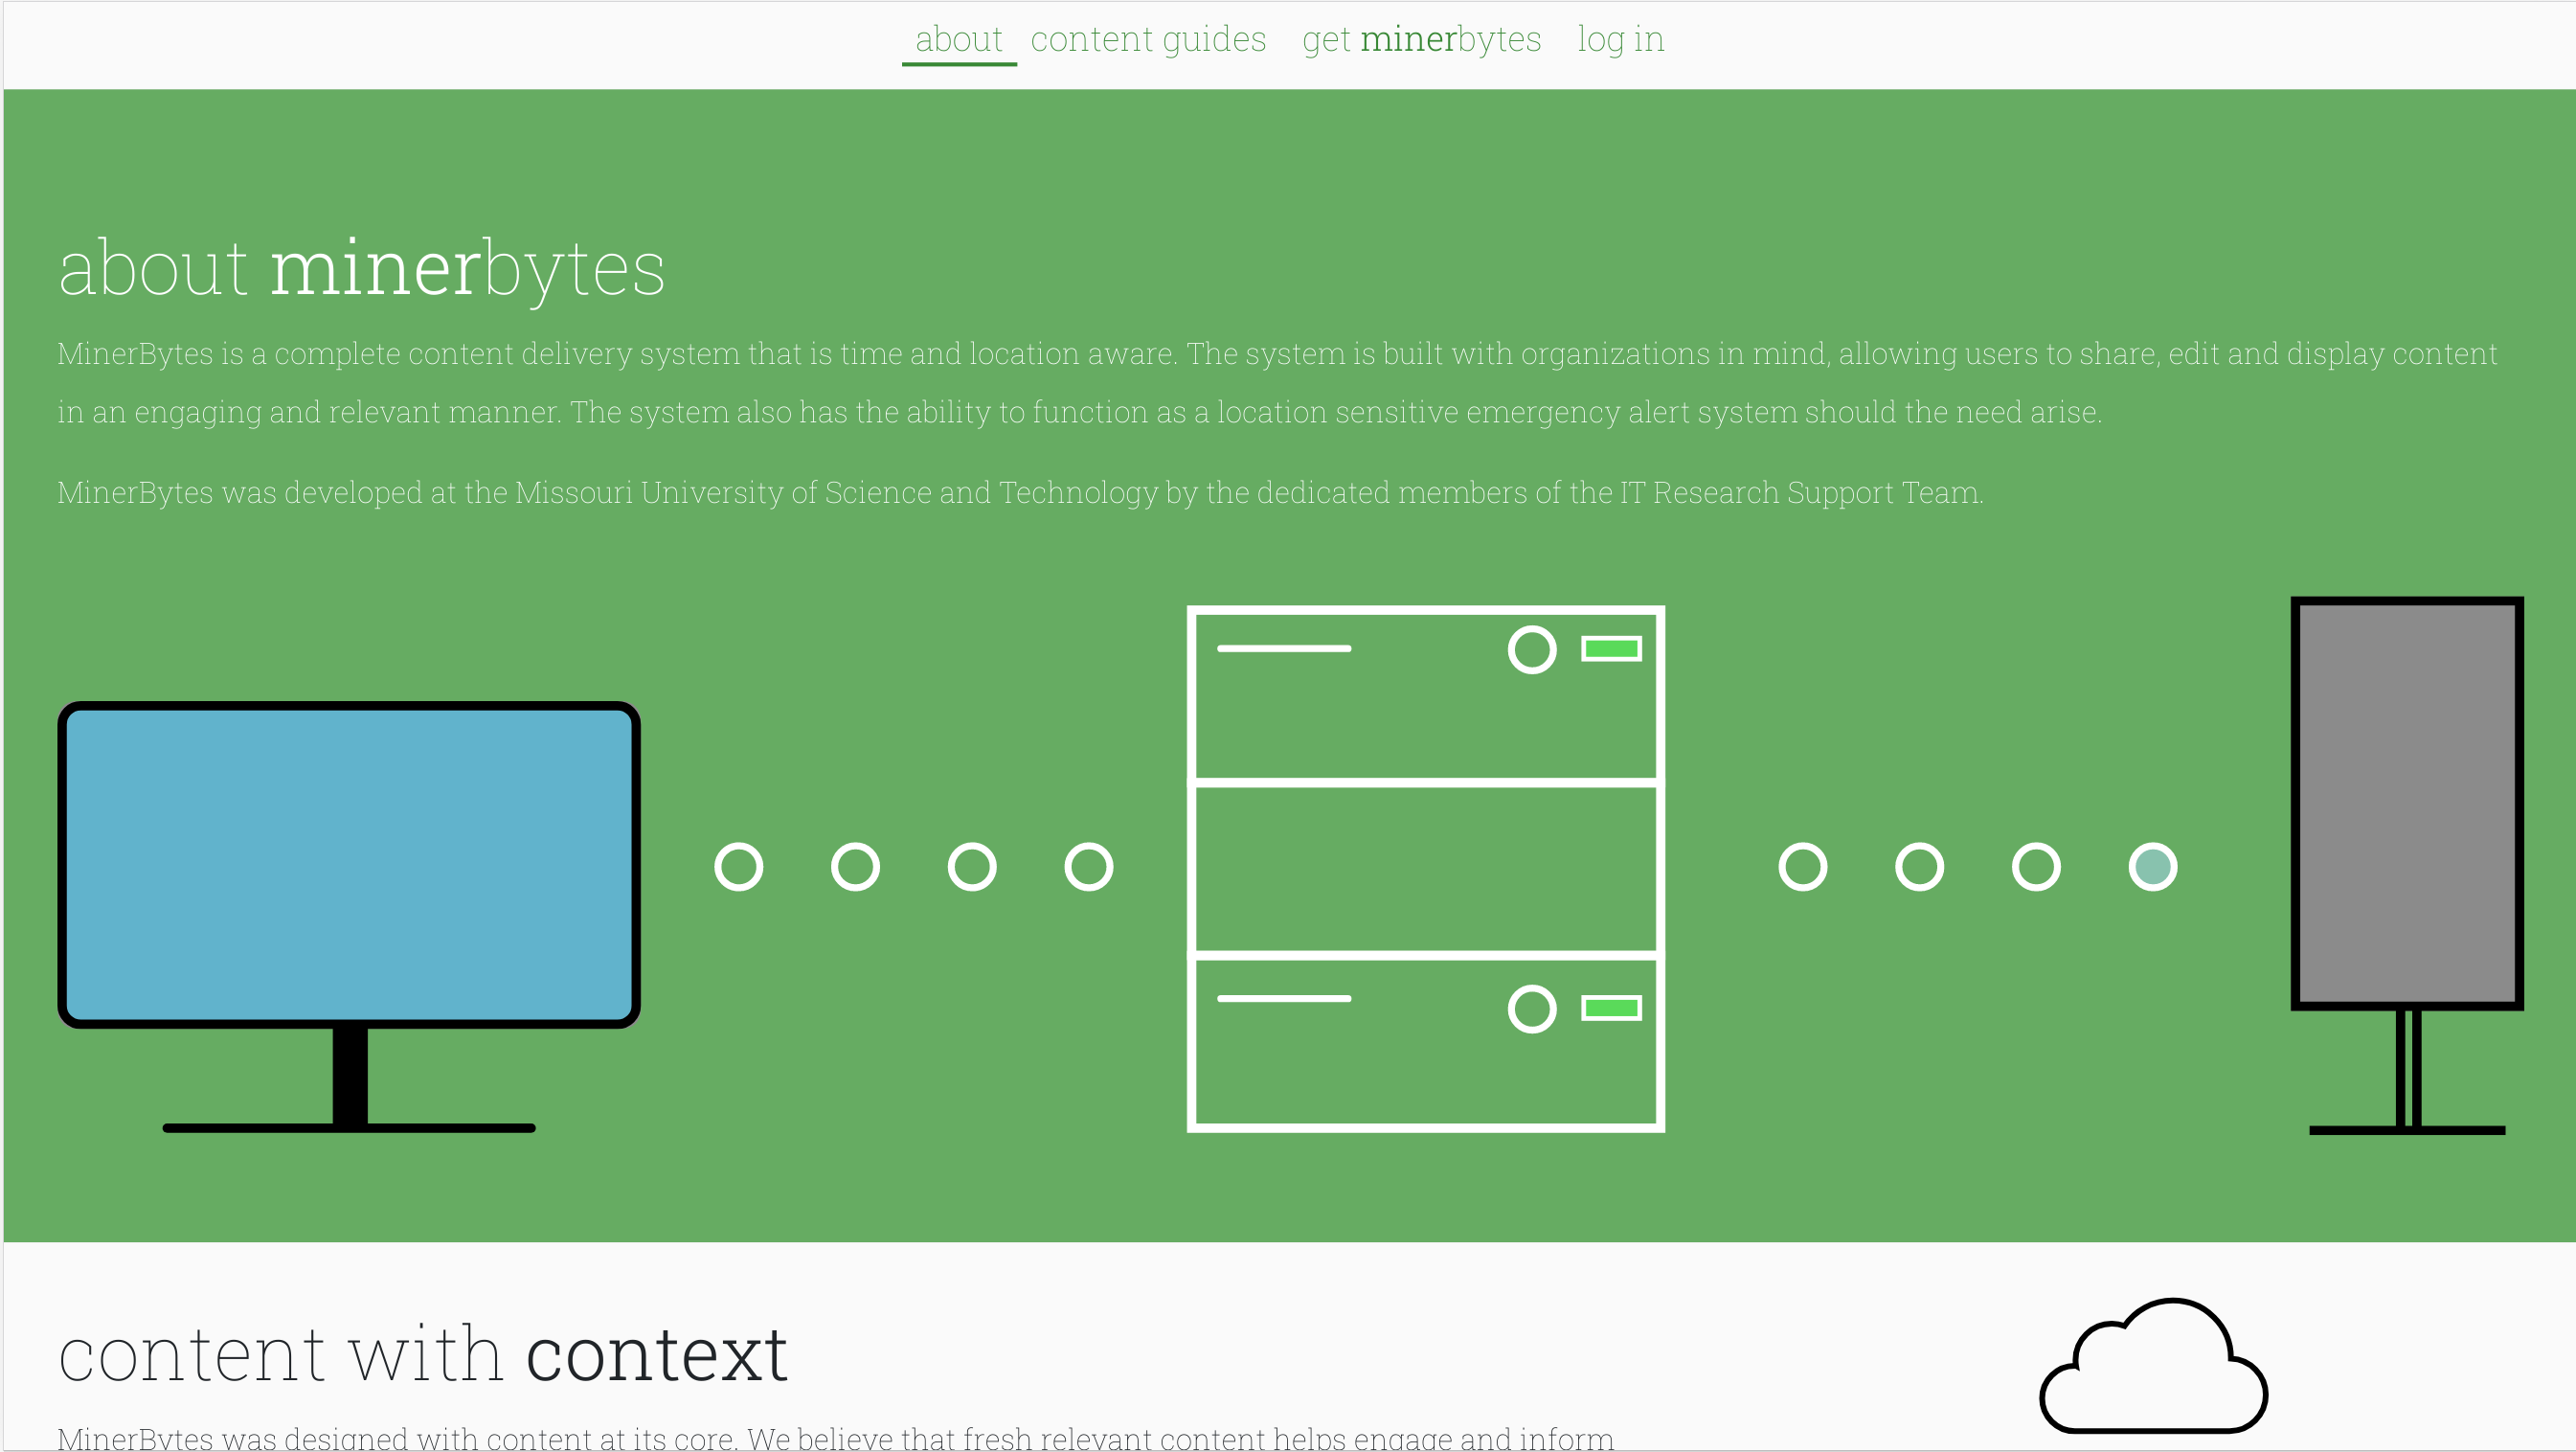 about content guides get minerbytes log in
about minerbytes
MinerBytes is a complete content delivery system that is time and location aware. The system is built with organizations in mind, allowing users to share, edit and display content
in an engaging and relevant manner. The system also has the ability to function as a location sensitive emergency alert system should the need arise.
MinerBytes was developed at the Missouri University of Science and Technology by the dedicated members of the IT Research Support Team.
content with context
MinerBytes was designed with content at its core. We believe that fresh relevant content helps engage and inform